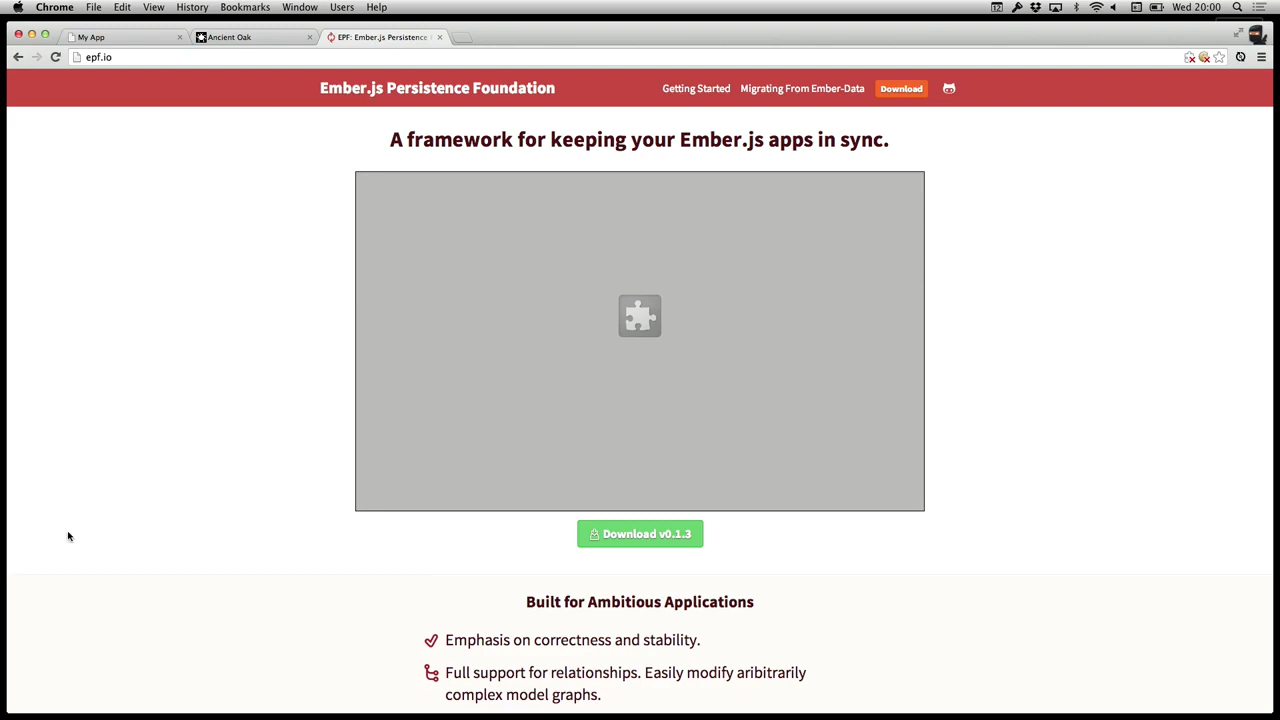 Chrome File Edit View History Bookmarks Window Users Help Wed 20:00
My App Ancient Oak EPF: Ember.js Persistence
epf.io
Ember.js Persistence Foundation Getting Started Migrating From Ember-Data Download
A framework for keeping your Ember.js apps in sync.
Download v0.1.3
Built for Ambitious Applications
Emphasis on correctness and stability.
Full support for relationships. Easily modify aribitrarily
complex model graphs.